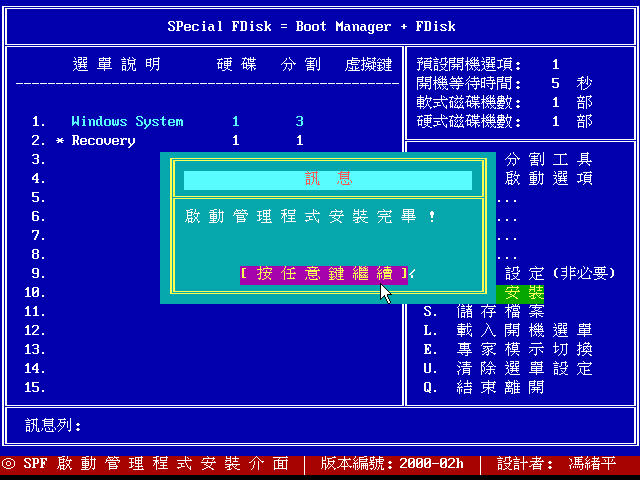 SPecial FDisk = Boot Manager + FDisk
選單說明 硬碟 分割 虛擬鍵
1. Windows System 1 3
2. * Recovery 1 1
3.
4.
5.
6.
7.
8.
9.
10.
11.
12.
13.
14.
15.
預設開機選項: 1
開機等待時間: 5 秒
軟式磁碟機數: 1 部
硬式磁碟機數: 1 部
分割工具
啟動選項
...
...
...
...
設定(非必要)
安裝
S. 儲存檔案
L. 載入開機選單
E. 專家模示切換
U. 清除選單設定
Q. 結束離開
訊息
啟動管理程式安裝完畢!
[ 按任意鍵繼續 ]
訊息列:
◎ SPF 啟動管理程式安裝介面 | 版本編號: 2000-02h | 設計者: 馮緒平